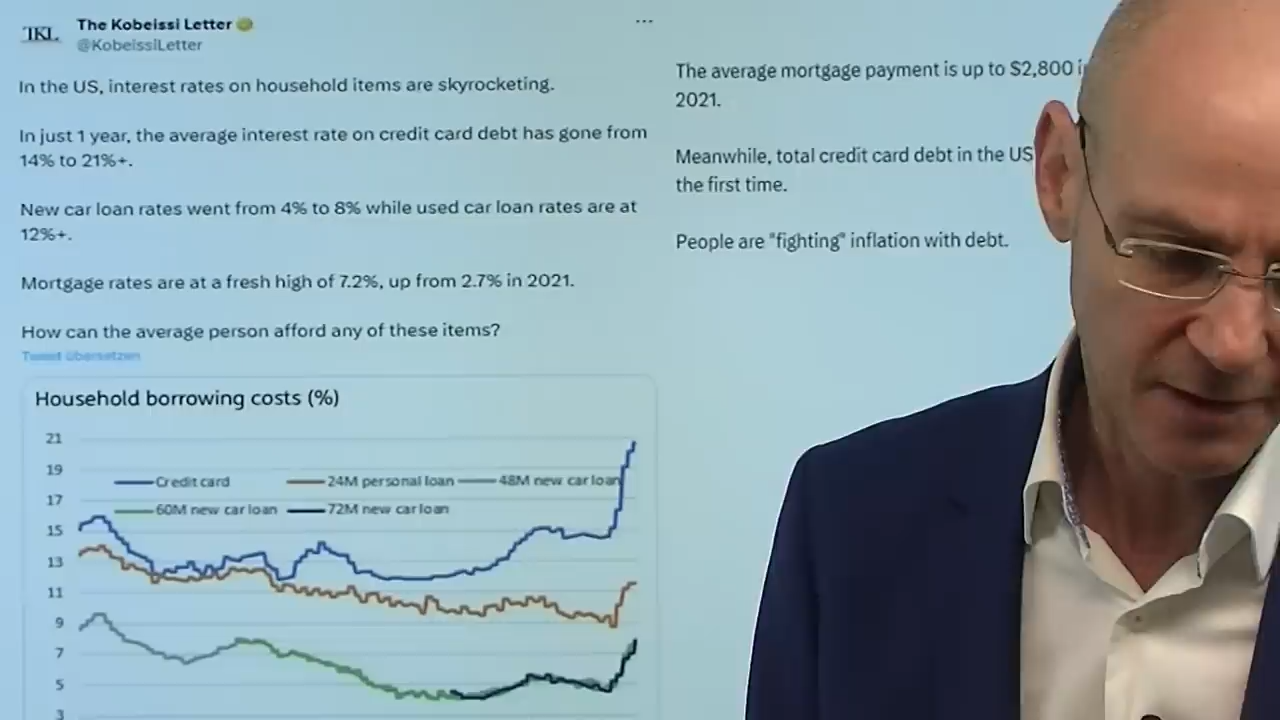 TKL
The Kobeissi Letter
@KobeissiLetter
...
In the US, interest rates on household items are skyrocketing.
In just 1 year, the average interest rate on credit card debt has gone from
14% to 21%+.
New car loan rates went from 4% to 8% while used car loan rates are at
12%+.
Mortgage rates are at a fresh high of 7.2%, up from 2.7% in 2021.
How can the average person afford any of these items?
Tweet übersetzen
The average mortgage payment is up to $2,800
2021.
Meanwhile, total credit card debt in the US
the first time.
People are "fighting" inflation with debt.
Household borrowing costs (%)
21
19
Credit card 24M personal loan 48M new car loan
17
60M new car loan 72M new car loan
15
13
11
9
7
5
3